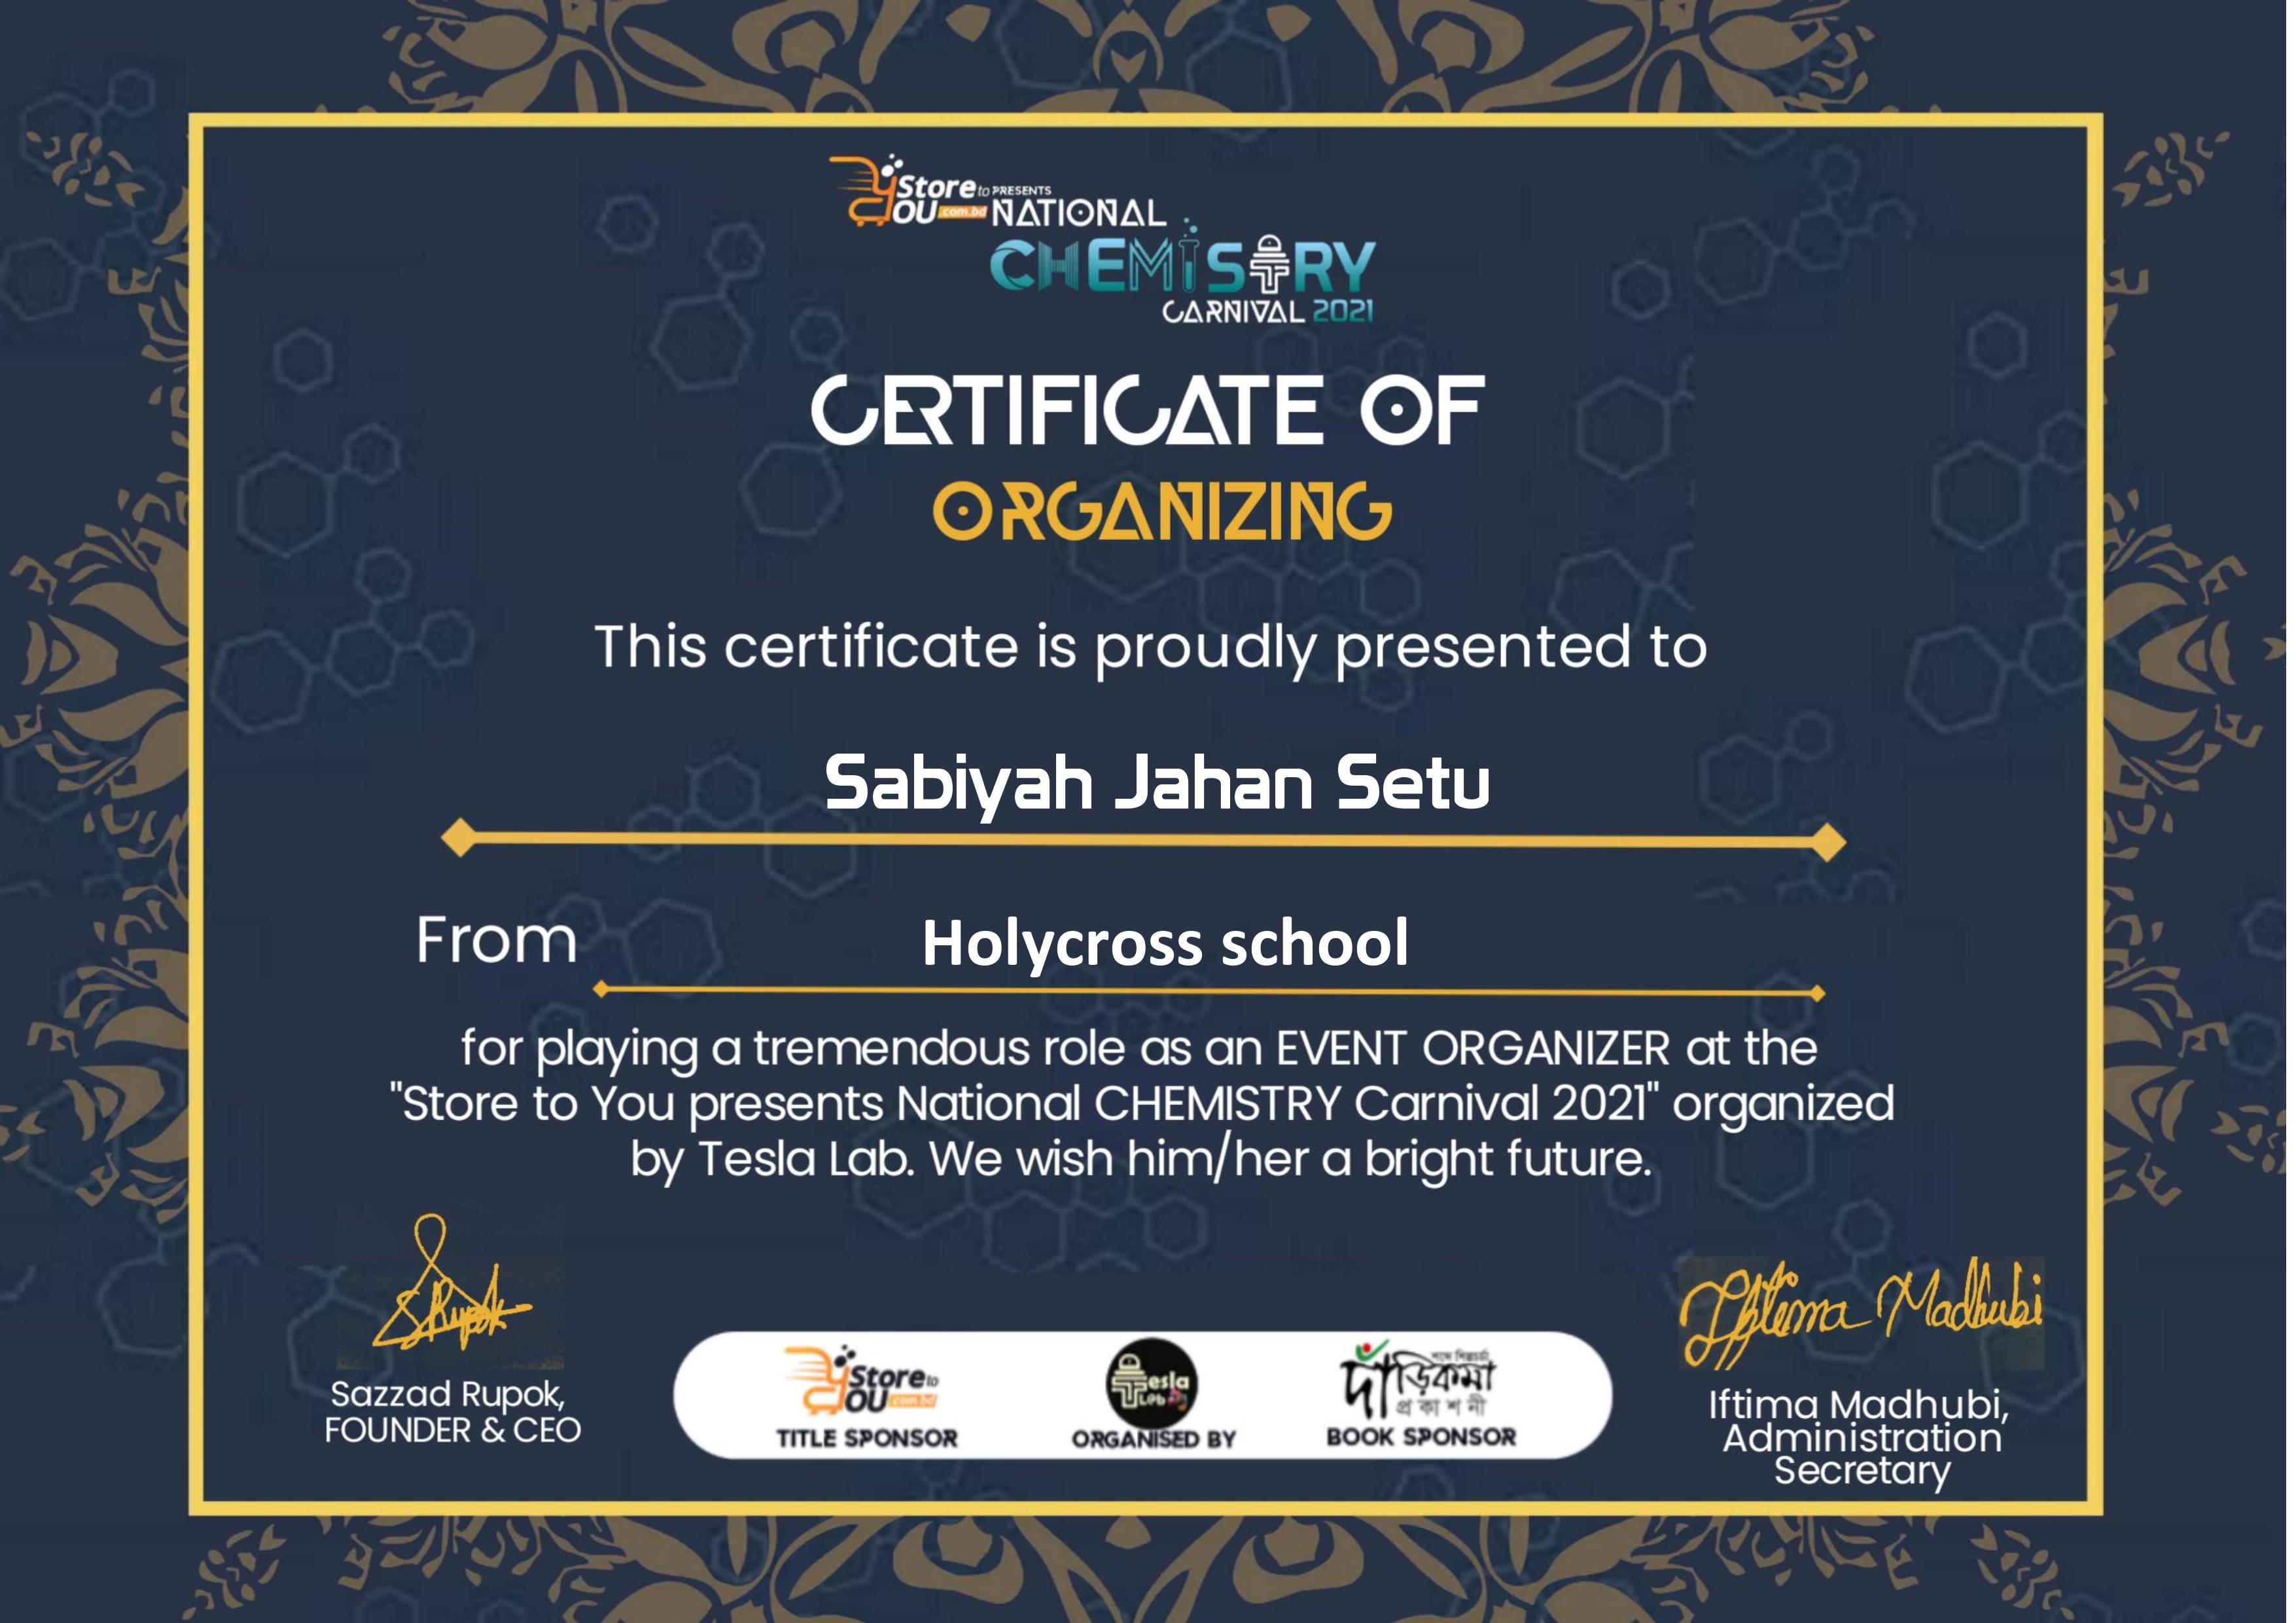 Store to PRESENTS
YOU .com.bd NATIONAL
CHEMISTRY
CARNIVAL 2021
CERTIFICATE OF
ORGANIZING
This certificate is proudly presented to
Sabiyah Jahan Setu
From Holycross school
for playing a tremendous role as an EVENT ORGANIZER at the
"Store to You presents National CHEMISTRY Carnival 2021" organized
by Tesla Lab. We wish him/her a bright future.
S Rupok
Iftima Madhubi
Sazzad Rupok,
FOUNDER & CEO
Store to
YOU .com.bd
TITLE SPONSOR
Tesla
Lab
ORGANISED BY
দাঁড়িকমা
প্রকাশনী
BOOK SPONSOR
Iftima Madhubi,
Administration
Secretary